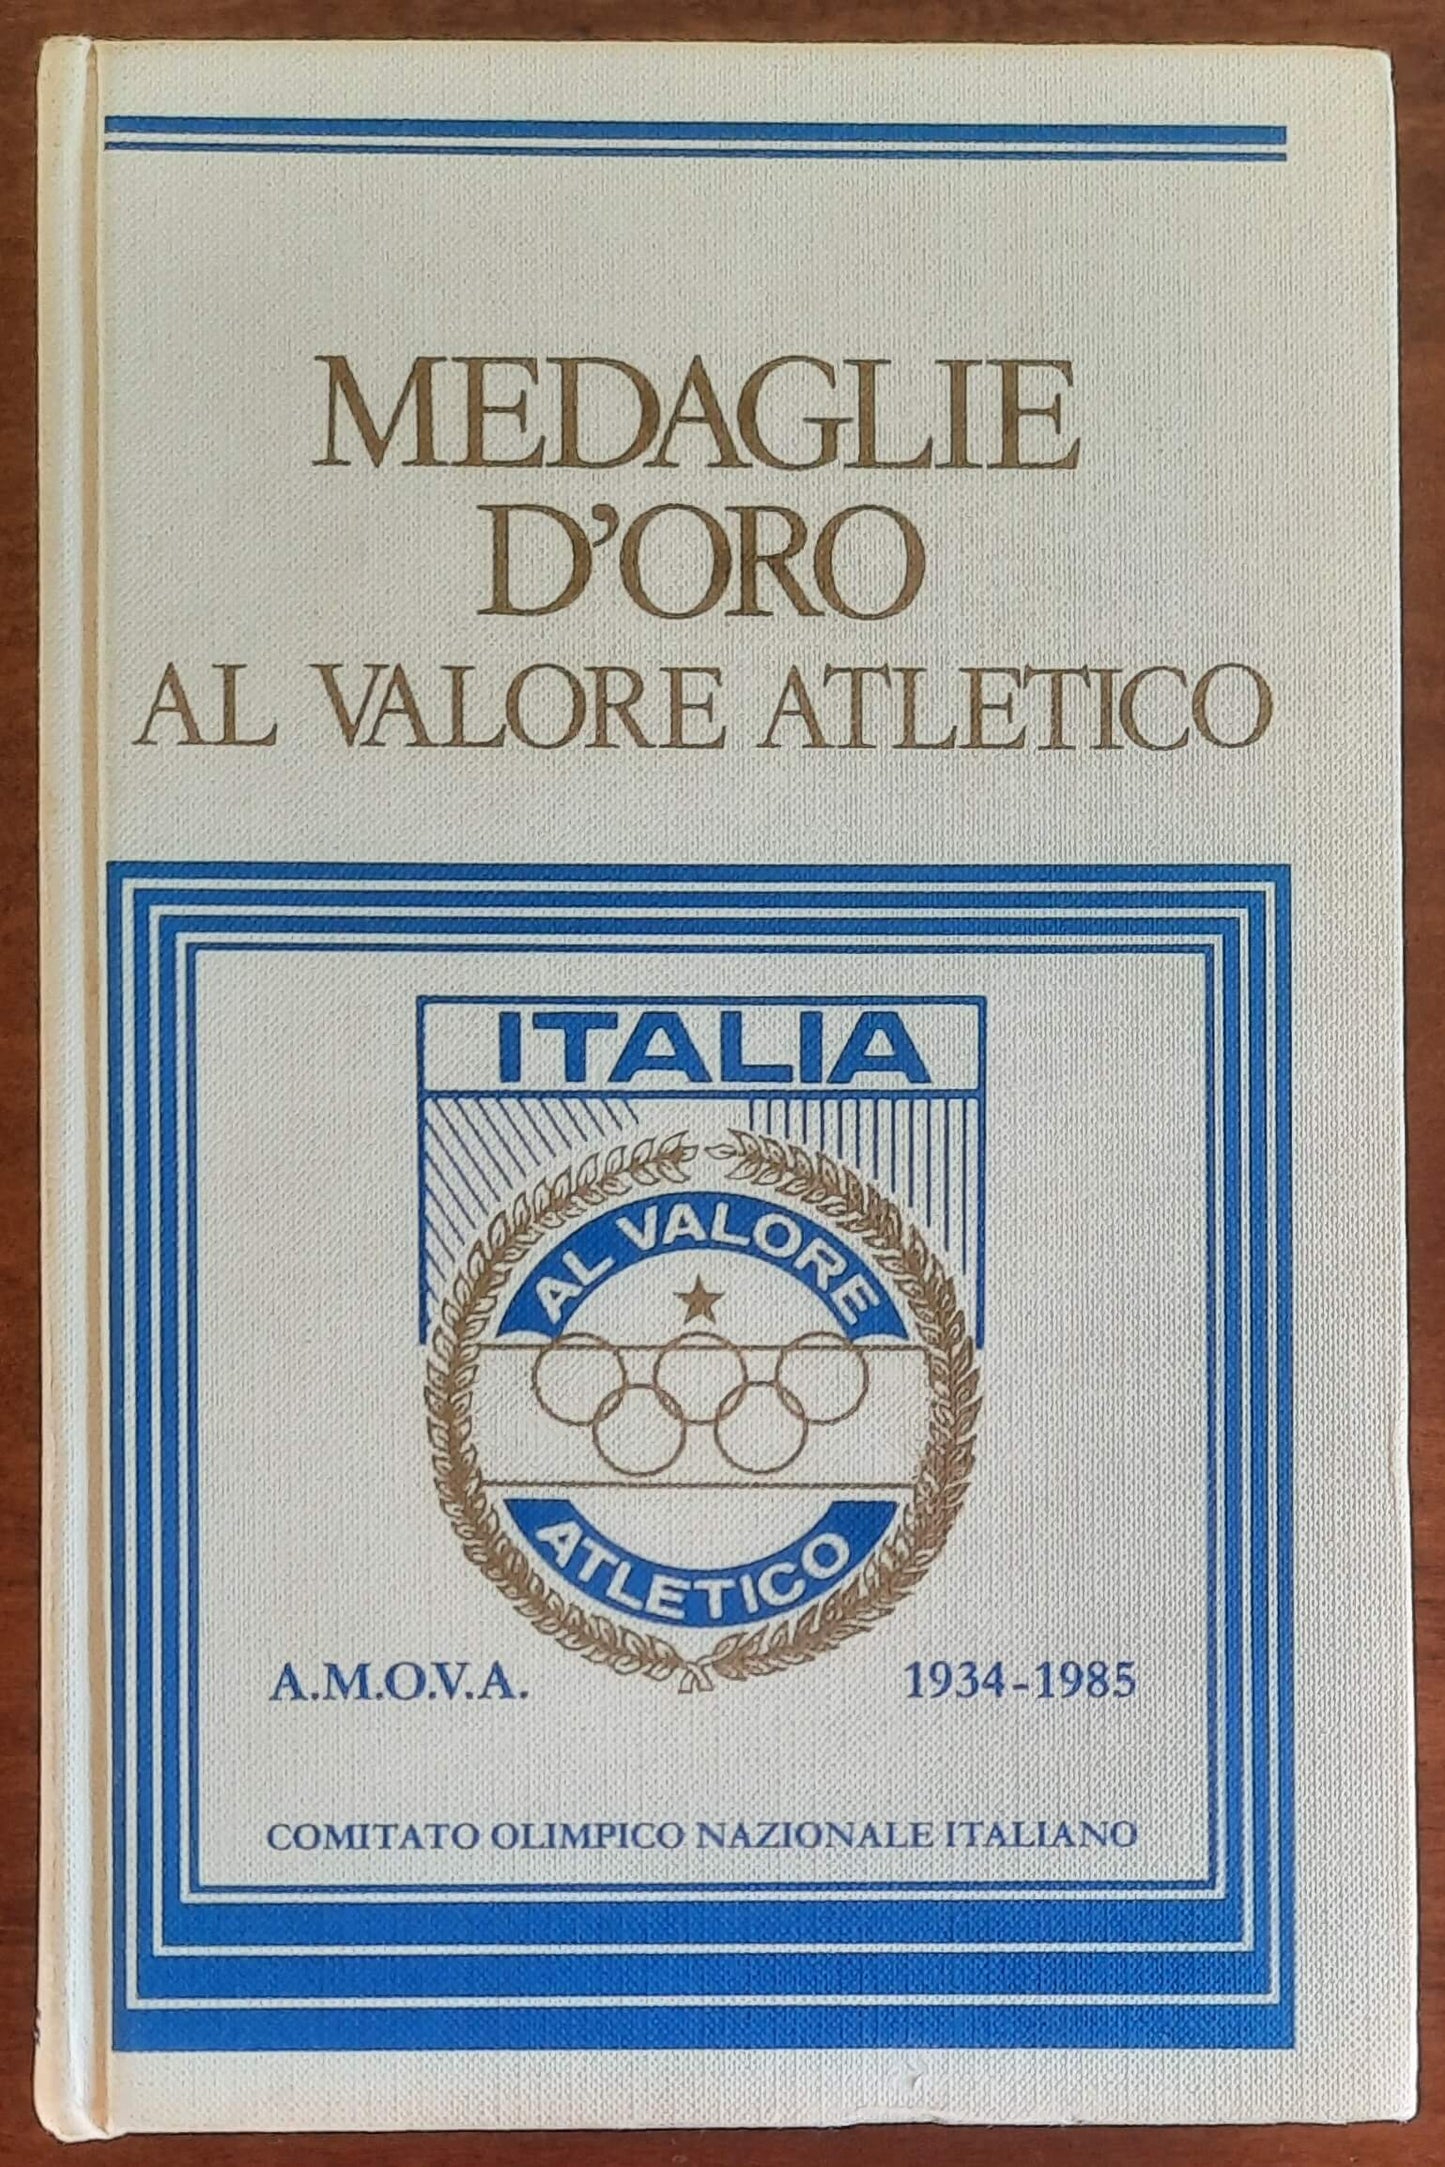 MEDAGLIE
D’ORO
AL VALORE ATLETICO
ITALIA
AL VALORE
ATLETICO
A.M.O.V.A. 1934-1985
COMITATO OLIMPICO NAZIONALE ITALIANO